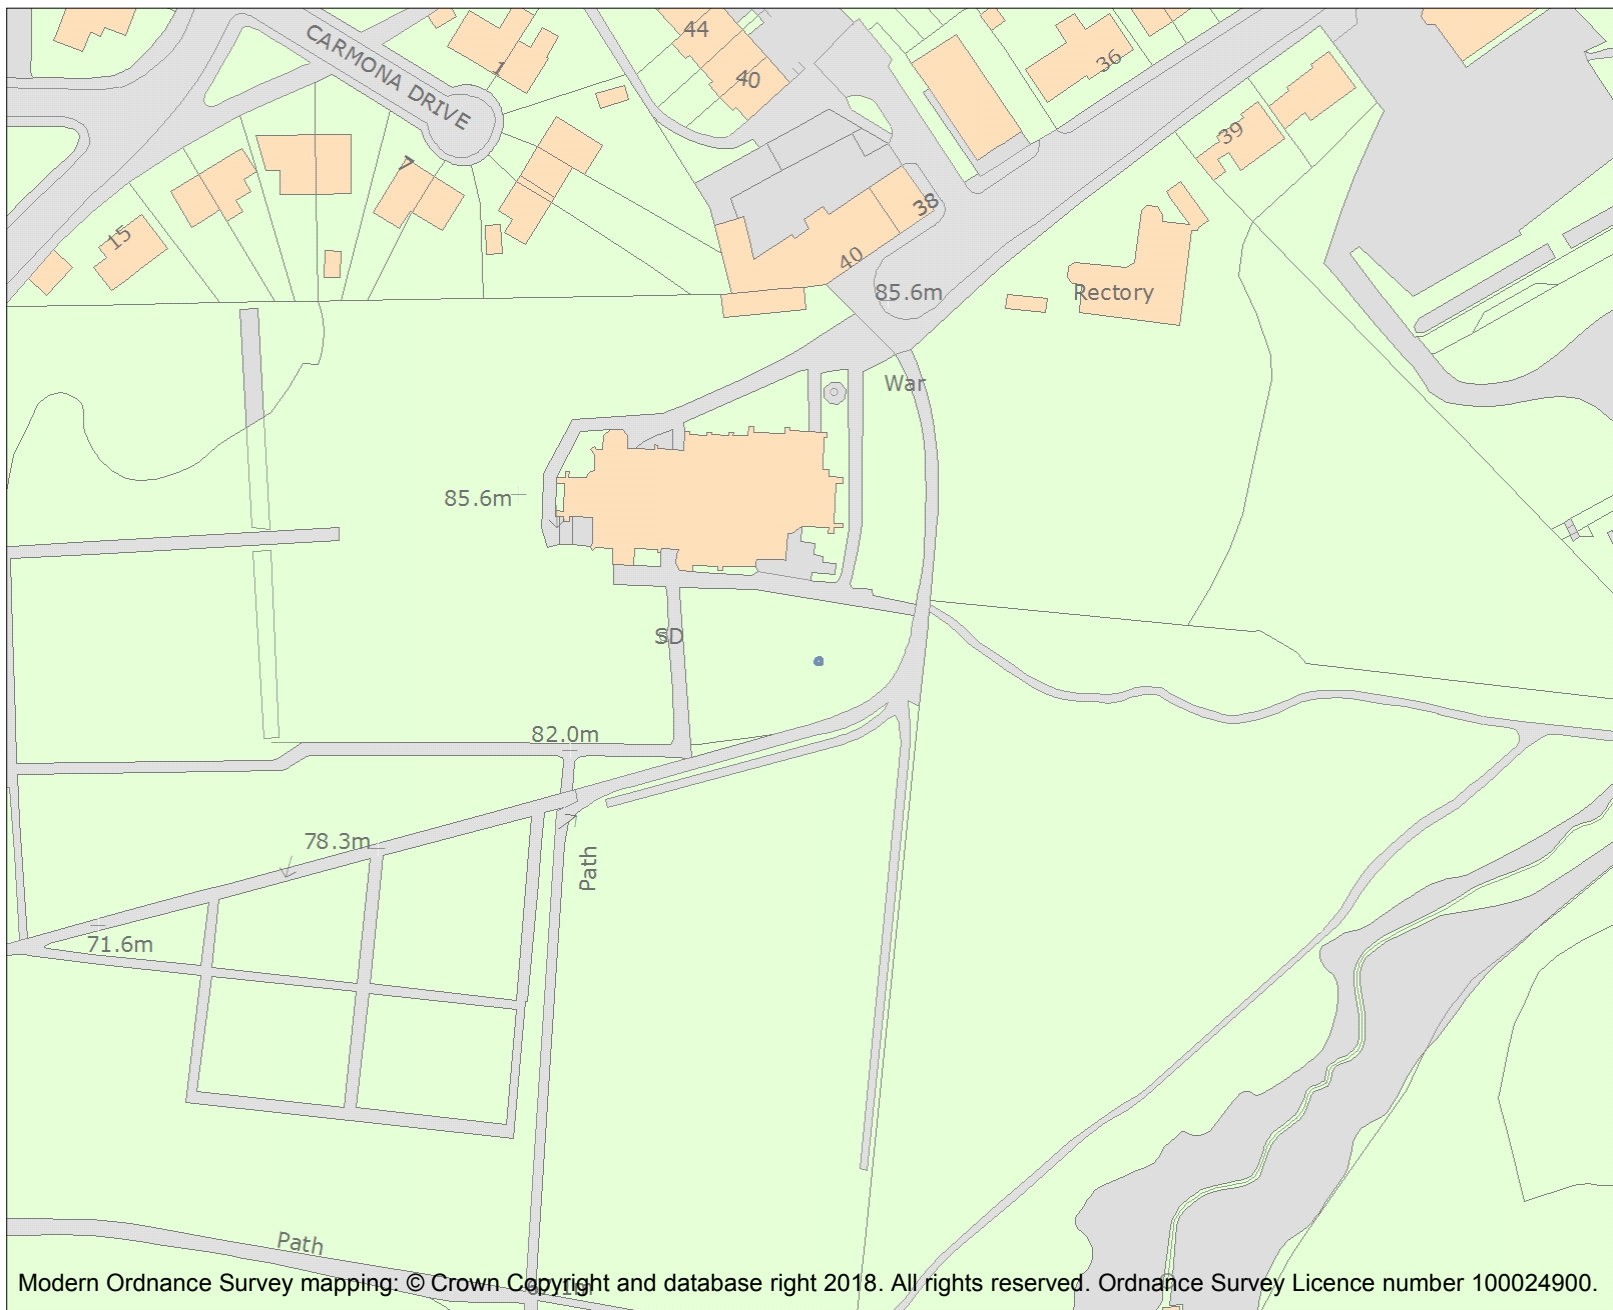 44
36
CARMONA DRIVE
1
40
39
7
38
15
40
85.6m
Rectory
War
85.6m
SD
82.0m
78.3m
Path
71.6m
Path
Modern Ordnance Survey mapping: © Crown Copyright and database right 2018. All rights reserved. Ordnance Survey Licence number 100024900.